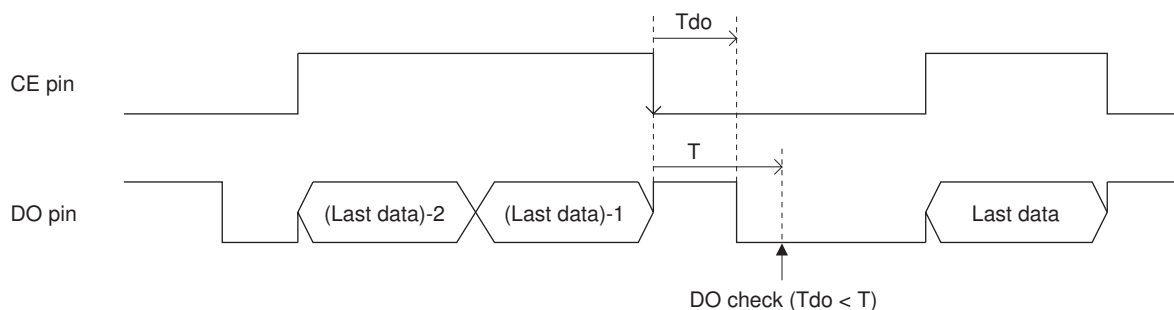 Tdo
CE pin
T
DO pin
(Last data)-2
(Last data)-1
Last data
DO check (Tdo < T)